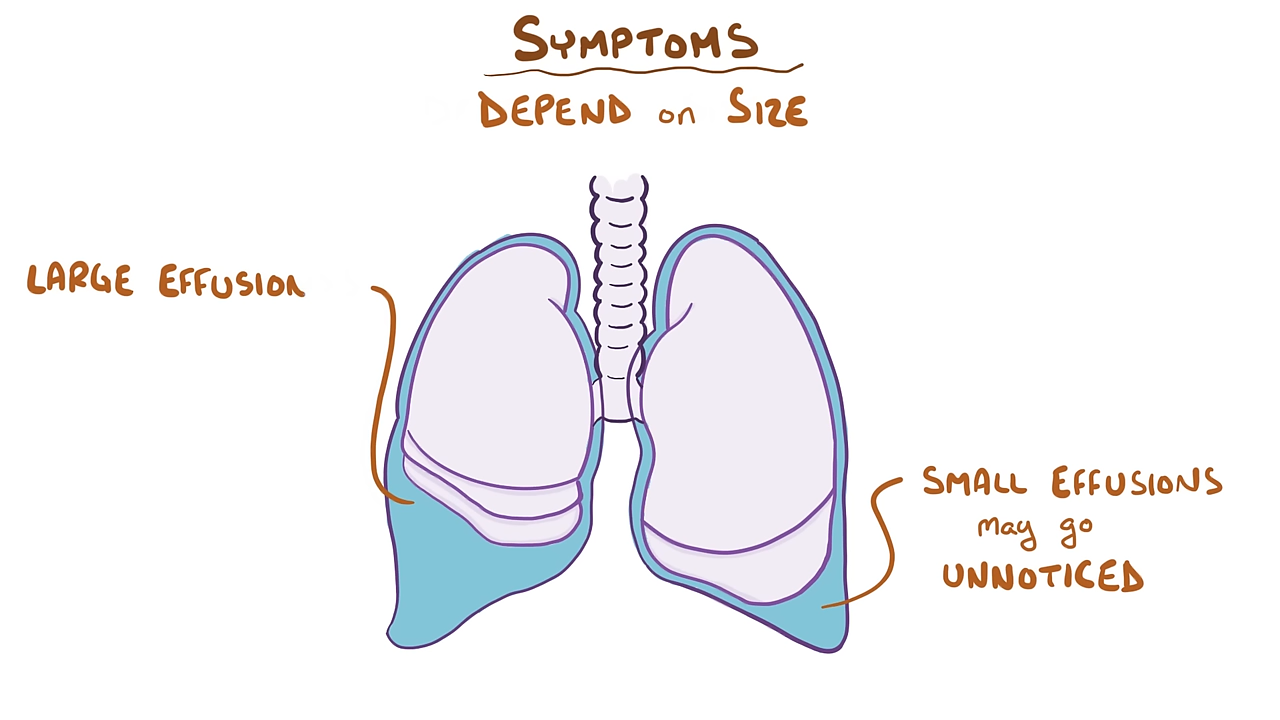 SYMPTOMS
DEPEND on SIZE
LARGE EFFUSION
SMALL EFFUSIONS
may go
UNNOTICED